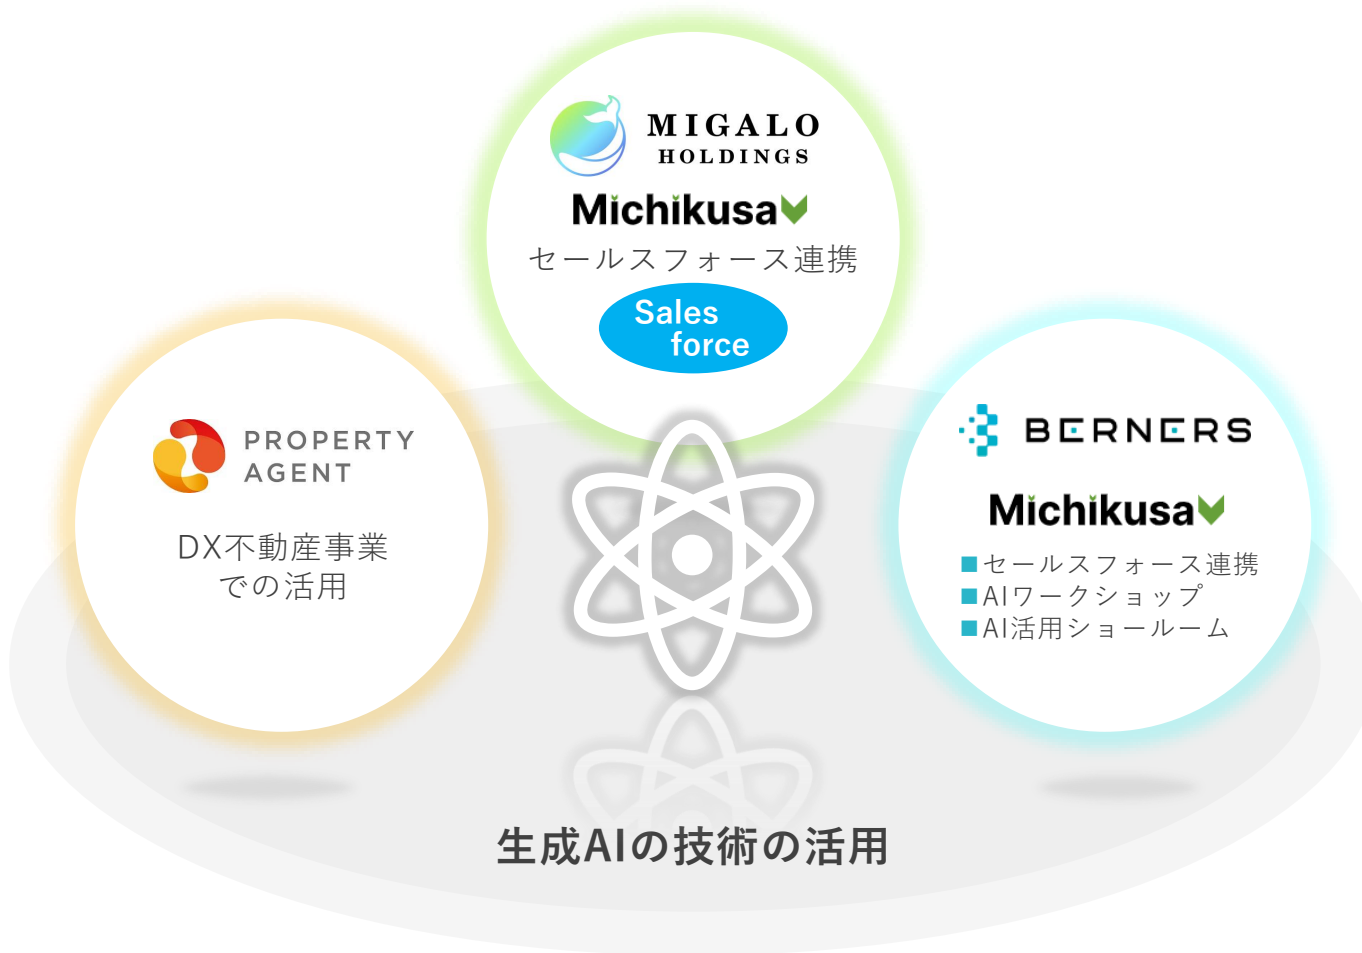 MIGALO
HOLDINGS
Michikusa
セールスフォース連携
Sales
force
PROPERTY
AGENT
DX不動産事業
での活用
BERNERS
Michikusa
■セールスフォース連携
■AIワークショップ
■AI活用ショールーム
生成AIの技術の活用